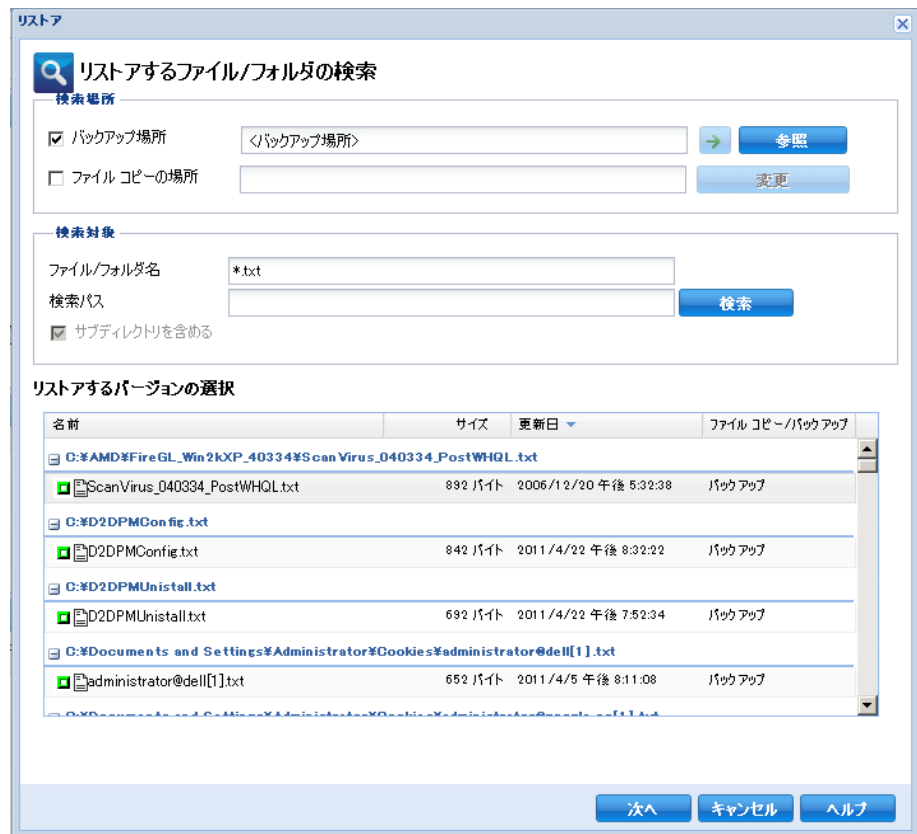 リストア
リストアするファイル/フォルダの検索
検索場所
バックアップ場所 <バックアップ場所> 参照
ファイル コピーの場所 変更
検索対象
ファイル/フォルダ名 *.txt
検索パス 検索
サブディレクトリを含める
リストアするバージョンの選択
名前 サイズ 更新日 ファイル コピー/バックアップ
C:¥AMD¥FireGL_Win2kXP_40334¥ScanVirus_040334_PostWHQL.txt
ScanVirus_040334_PostWHQL.txt 892 バイト 2006/12/20 午後 5:32:38 バックアップ
C:¥D2DPMConfig.txt
D2DPMConfig.txt 842 バイト 2011/4/22 午後 8:32:22 バックアップ
C:¥D2DPMUnistall.txt
D2DPMUnistall.txt 692 バイト 2011/4/22 午後 7:52:34 バックアップ
C:¥Documents and Settings¥Administrator¥Cookies¥administrator@dell[1].txt
administrator@dell[1].txt 652 バイト 2011/4/5 午後 8:11:08 バックアップ
次へ キャンセル ヘルプ